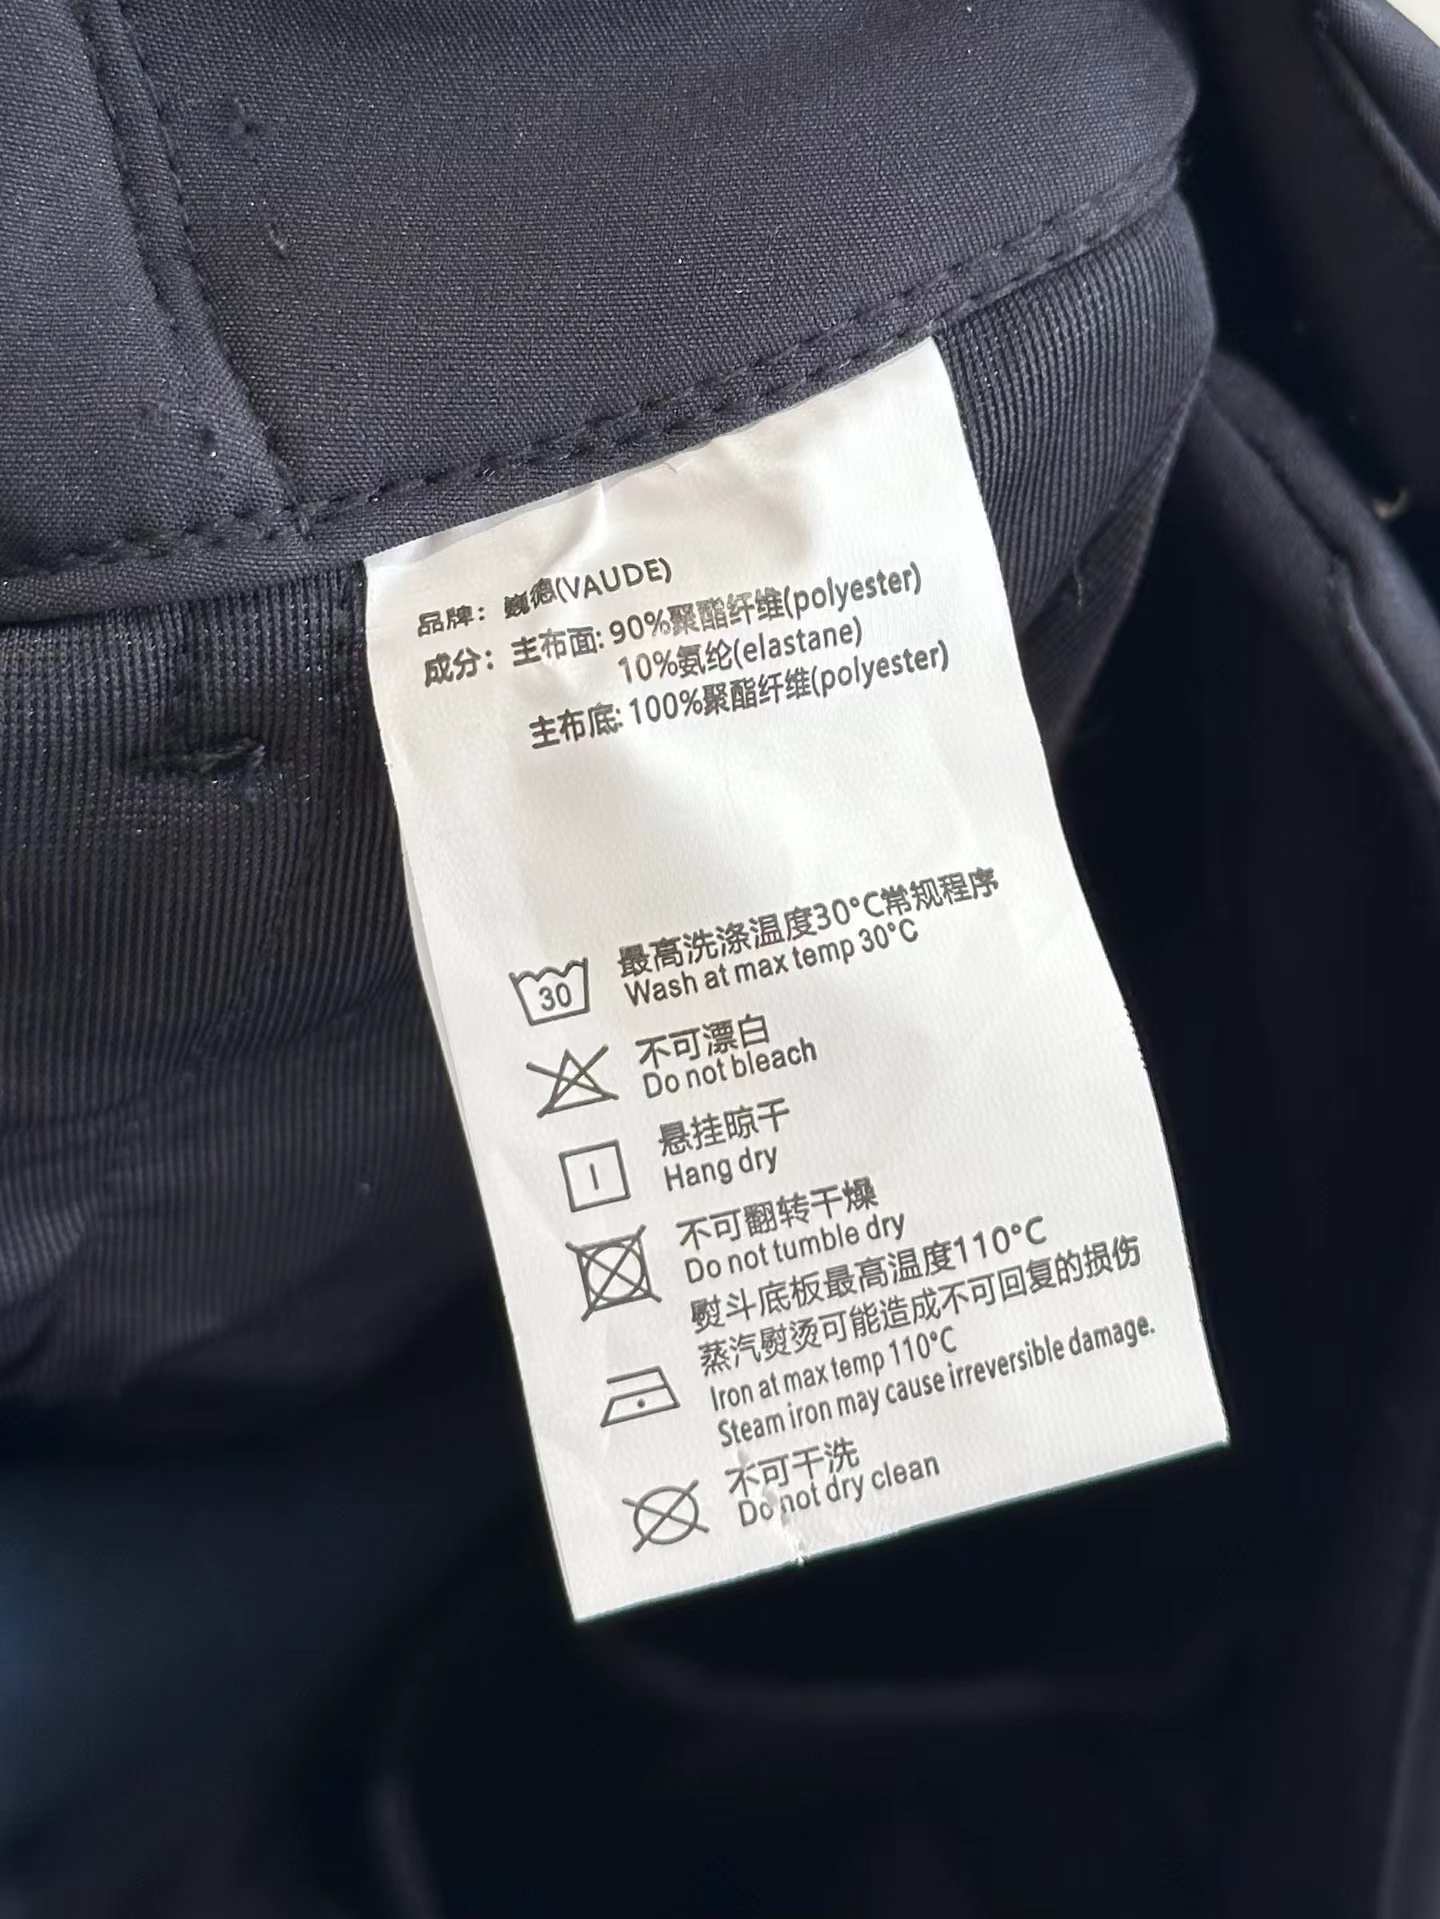 品牌：巍德(VAUDE)
成分：主布面: 90%聚酯纤维(polyester)
10%氨纶(elastane)
主布底: 100%聚酯纤维(polyester)
30
最高洗涤温度30°C常规程序
Wash at max temp 30°C
不可漂白
Do not bleach
悬挂晾干
Hang dry
不可翻转干燥
Do not tumble dry
熨斗底板最高温度110°C
蒸汽熨烫可能造成不可回复的损伤
Iron at max temp 110°C
Steam iron may cause irreversible damage.
不可干洗
Do not dry clean